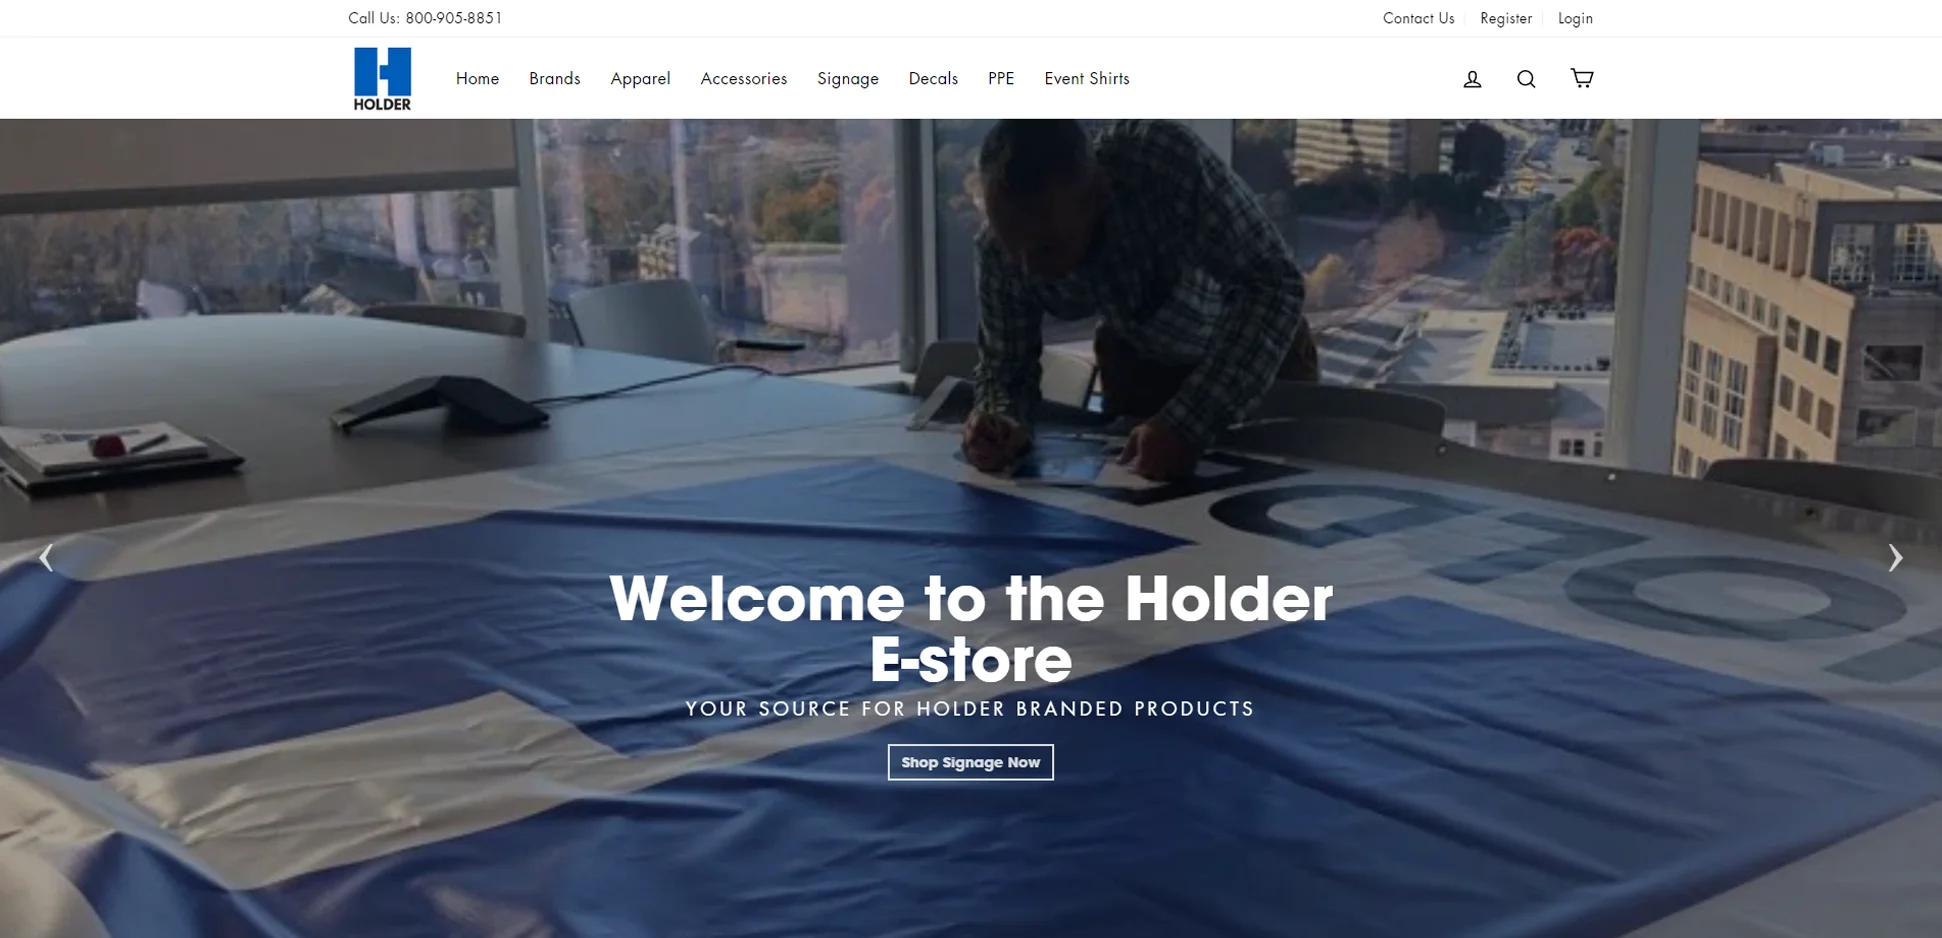 Call Us: 800-905-8851
Contact Us
Register
Login
HOLDER
Home
Brands
Apparel
Accessories
Signage
Decals
PPE
Event Shirts
Welcome to the Holder
E-store
YOUR SOURCE FOR HOLDER BRANDED PRODUCTS
Shop Signage Now